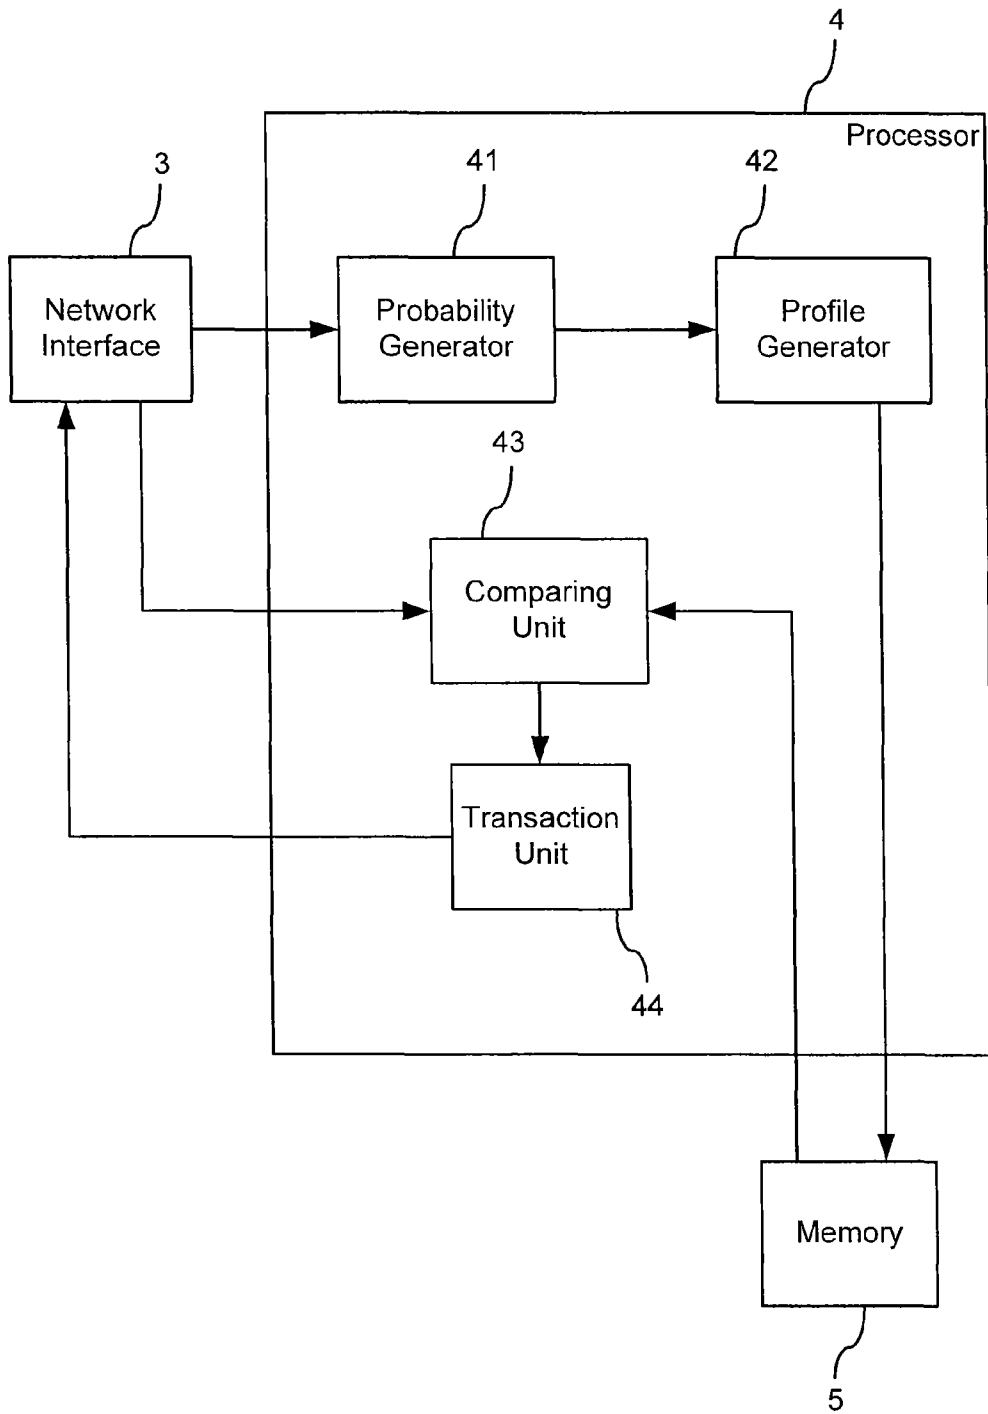 4
Processor
3
41
42
Network
Interface
Probability
Generator
Profile
Generator
43
Comparing
Unit
Transaction
Unit
44
Memory
5